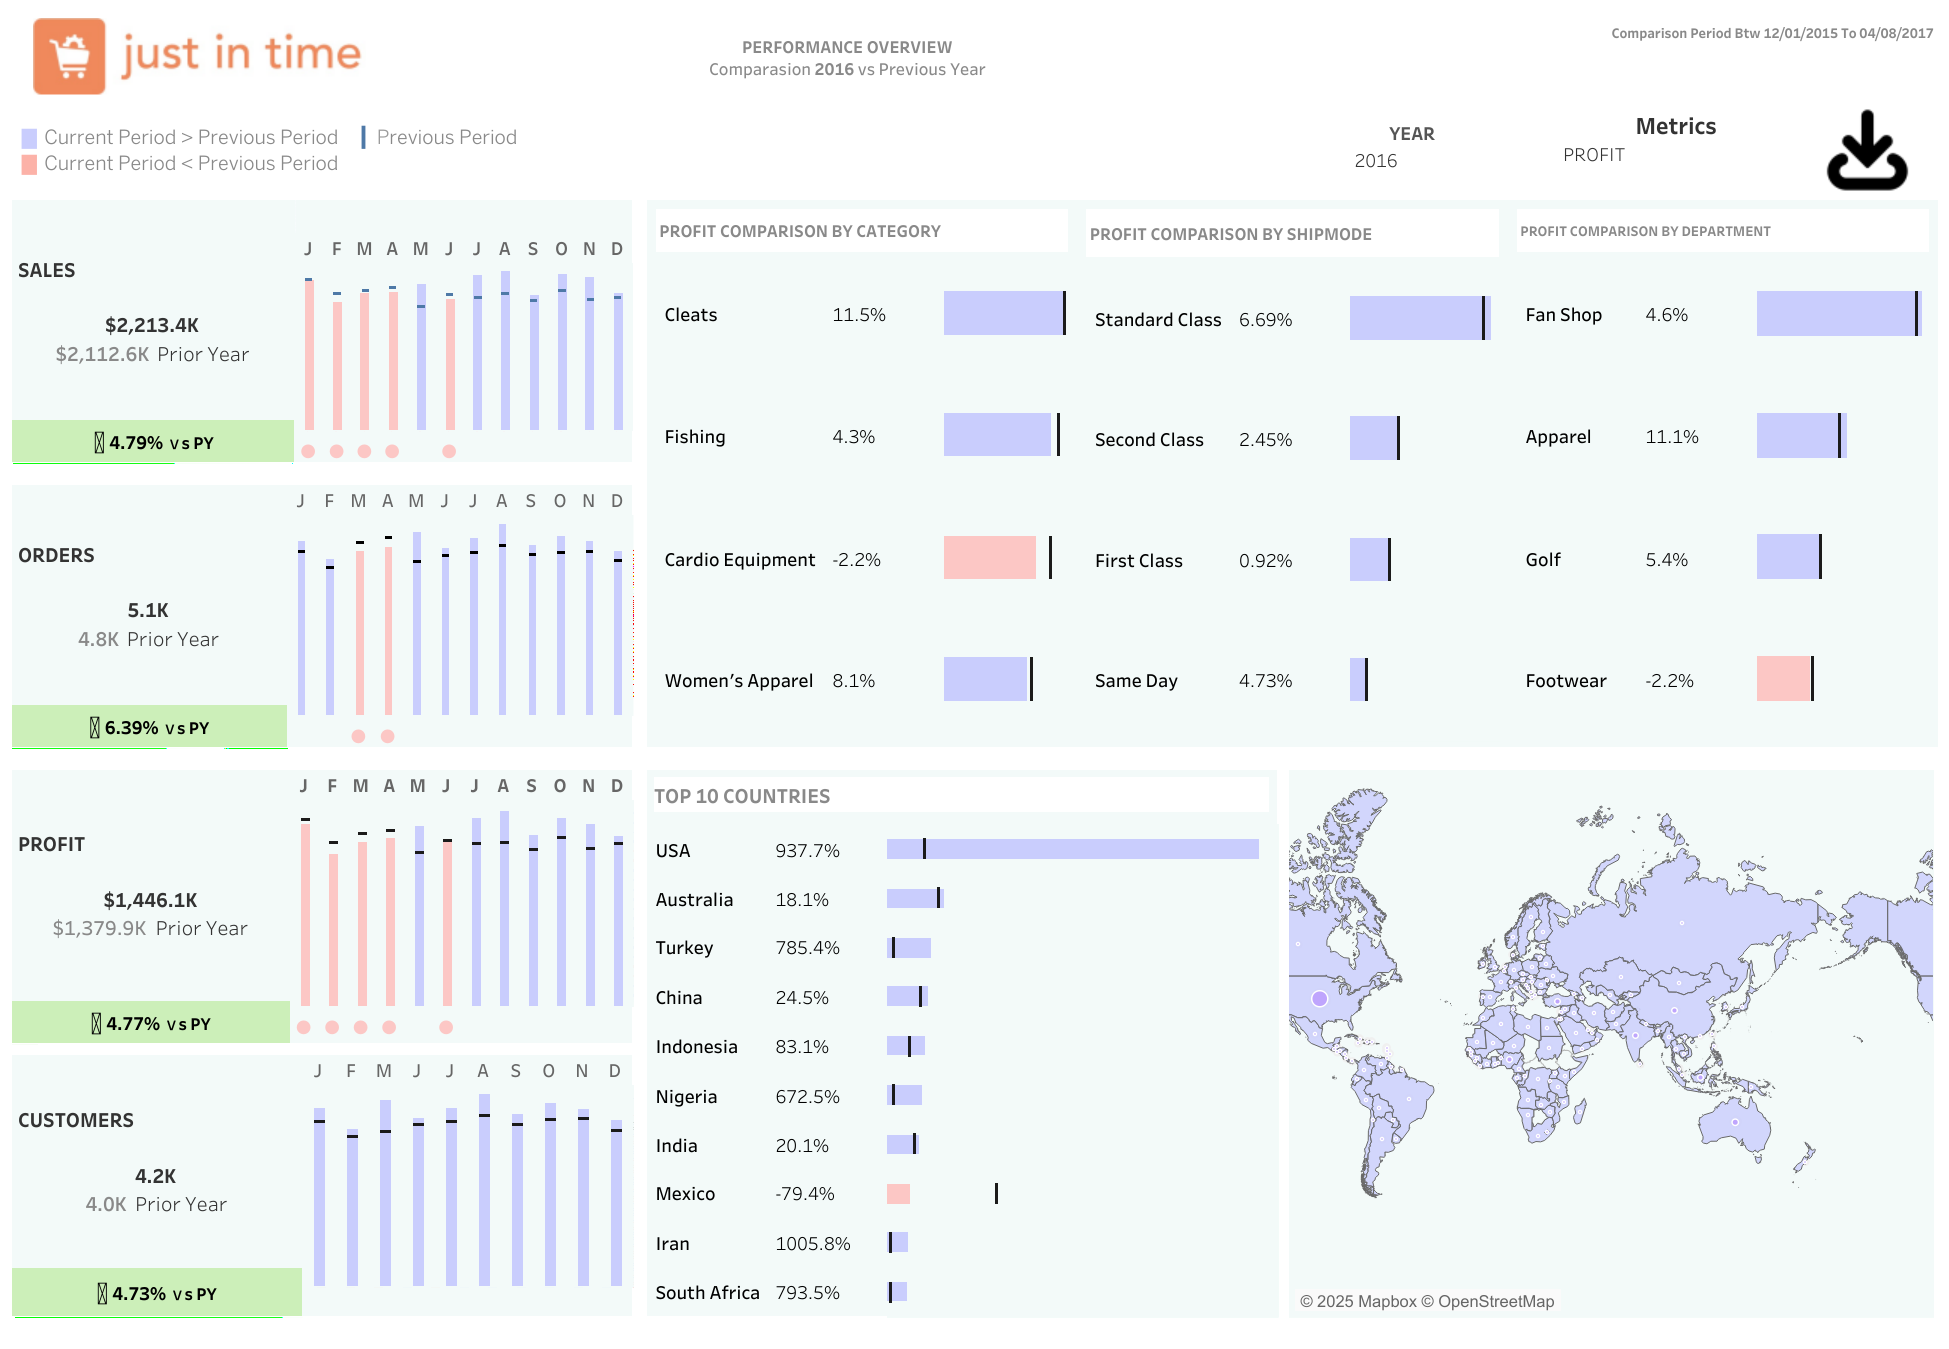 just in time
PERFORMANCE OVERVIEW
Comparasion 2016 vs Previous Year
Comparison Period Btw 12/01/2015 To 04/08/2017
Current Period > Previous Period
Previous Period
Current Period < Previous Period
YEAR
2016
Metrics
PROFIT
SALES
$2,213.4K
$2,112.6K Prior Year
4.79% vs PY
J F M A M J J A S O N D
ORDERS
5.1K
4.8K Prior Year
6.39% vs PY
J F M A M J J A S O N D
PROFIT
$1,446.1K
$1,379.9K Prior Year
4.77% vs PY
J F M A M J J A S O N D
CUSTOMERS
4.2K
4.0K Prior Year
4.73% vs PY
J F M J J A S O N D
PROFIT COMPARISON BY CATEGORY
Cleats 11.5%
Fishing 4.3%
Cardio Equipment -2.2%
Women's Apparel 8.1%
PROFIT COMPARISON BY SHIPMODE
Standard Class 6.69%
Second Class 2.45%
First Class 0.92%
Same Day 4.73%
PROFIT COMPARISON BY DEPARTMENT
Fan Shop 4.6%
Apparel 11.1%
Golf 5.4%
Footwear -2.2%
TOP 10 COUNTRIES
USA 937.7%
Australia 18.1%
Turkey 785.4%
China 24.5%
Indonesia 83.1%
Nigeria 672.5%
India 20.1%
Mexico -79.4%
Iran 1005.8%
South Africa 793.5%
© 2025 Mapbox © OpenStreetMap